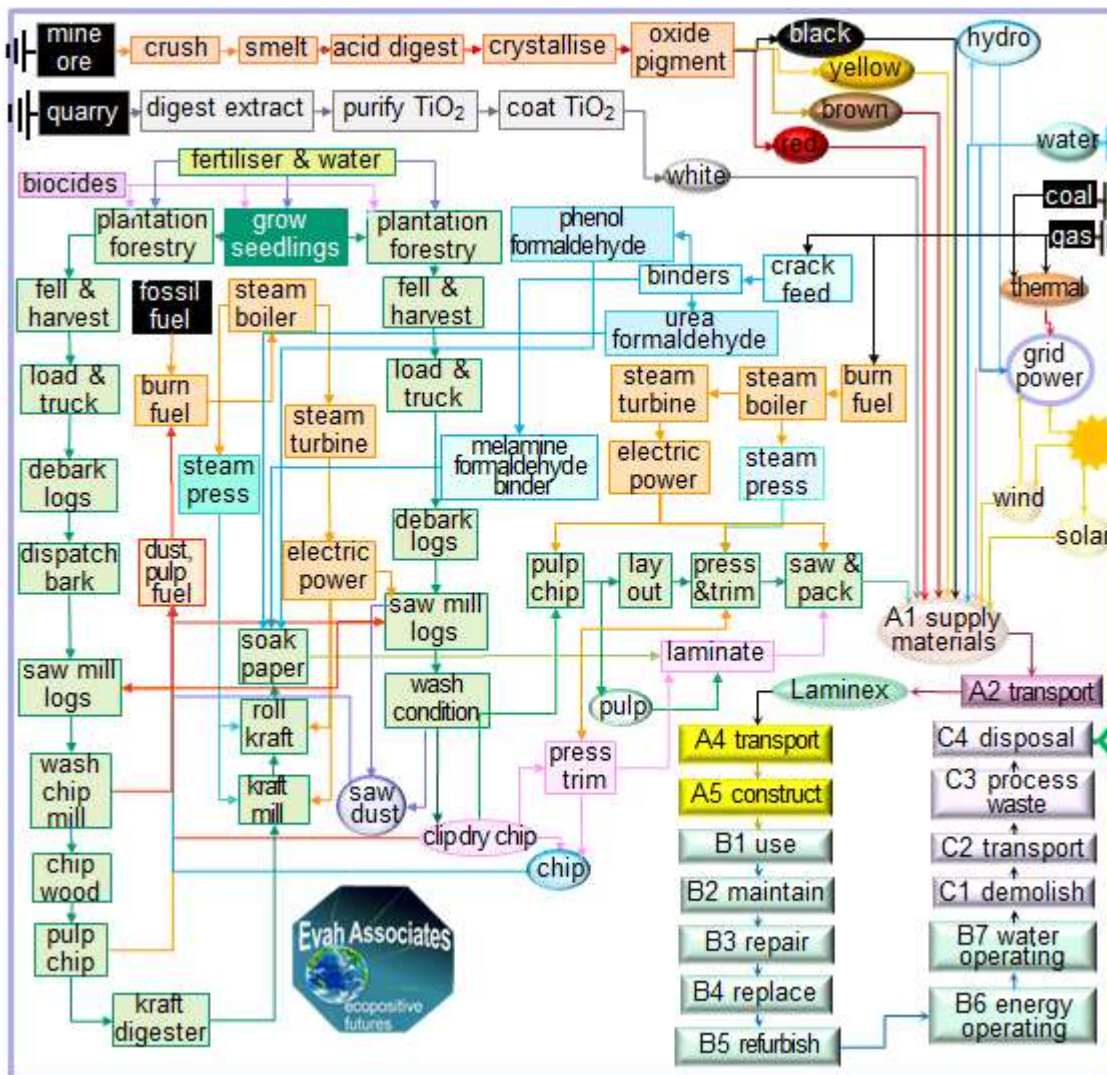 mine
ore
crush
smelt
acid digest
crystallise
oxide
pigment
black
yellow
brown
red
hydro
quarry
digest extract
purify TiO2
coat TiO2
white
water
coal
gas
thermal
grid
power
wind
solar
fertiliser & water
biocides
plantation
forestry
grow
seedlings
plantation
forestry
phenol
formaldehyde
binders
crack
feed
urea
formaldehyde
fell &
harvest
fossil
fuel
steam
boiler
fell &
harvest
load &
truck
burn
fuel
steam
turbine
load &
truck
steam
turbine
steam
boiler
burn
fuel
debark
logs
steam
press
melamine
formaldehyde
binder
electric
power
steam
press
dispatch
bark
dust,
pulp
fuel
electric
power
debark
logs
pulp
chip
lay
out
press
&trim
saw &
pack
saw mill
logs
soak
paper
saw mill
logs
laminate
A1 supply
materials
roll
kraft
wash
condition
pulp
Laminex
A2 transport
wash
chip
mill
kraft
mill
saw
dust
press
trim
clip dry chip
chip
A4 transport
A5 construct
B1 use
B2 maintain
B3 repair
B4 replace
B5 refurbish
C4 disposal
C3 process
waste
C2 transport
C1 demolish
B7 water
operating
B6 energy
operating
chip
wood
pulp
chip
kraft
digester
Evah Associates
ecopositive
futures